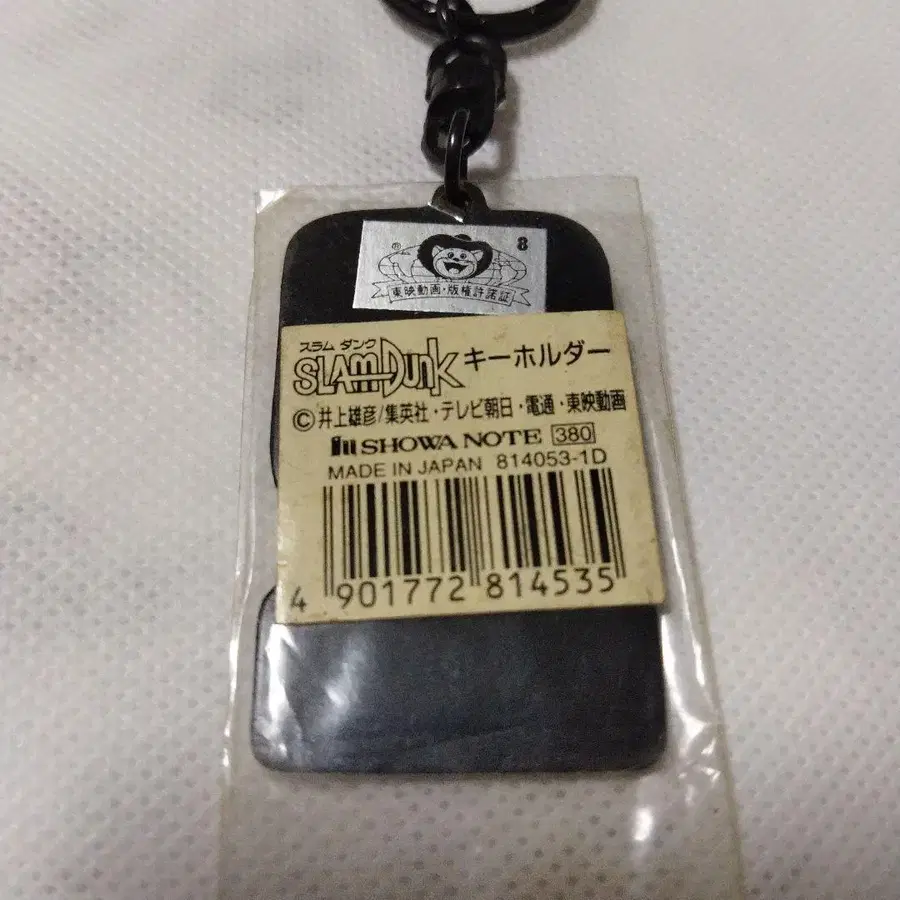 ® 8
東映動画・版権許諾証
スラム ダンク
SLAM DUNK キーホルダー
©井上雄彦/集英社・テレビ朝日・電通・東映動画
SHOWA NOTE 380
MADE IN JAPAN 814053-1D
4 901772 814535